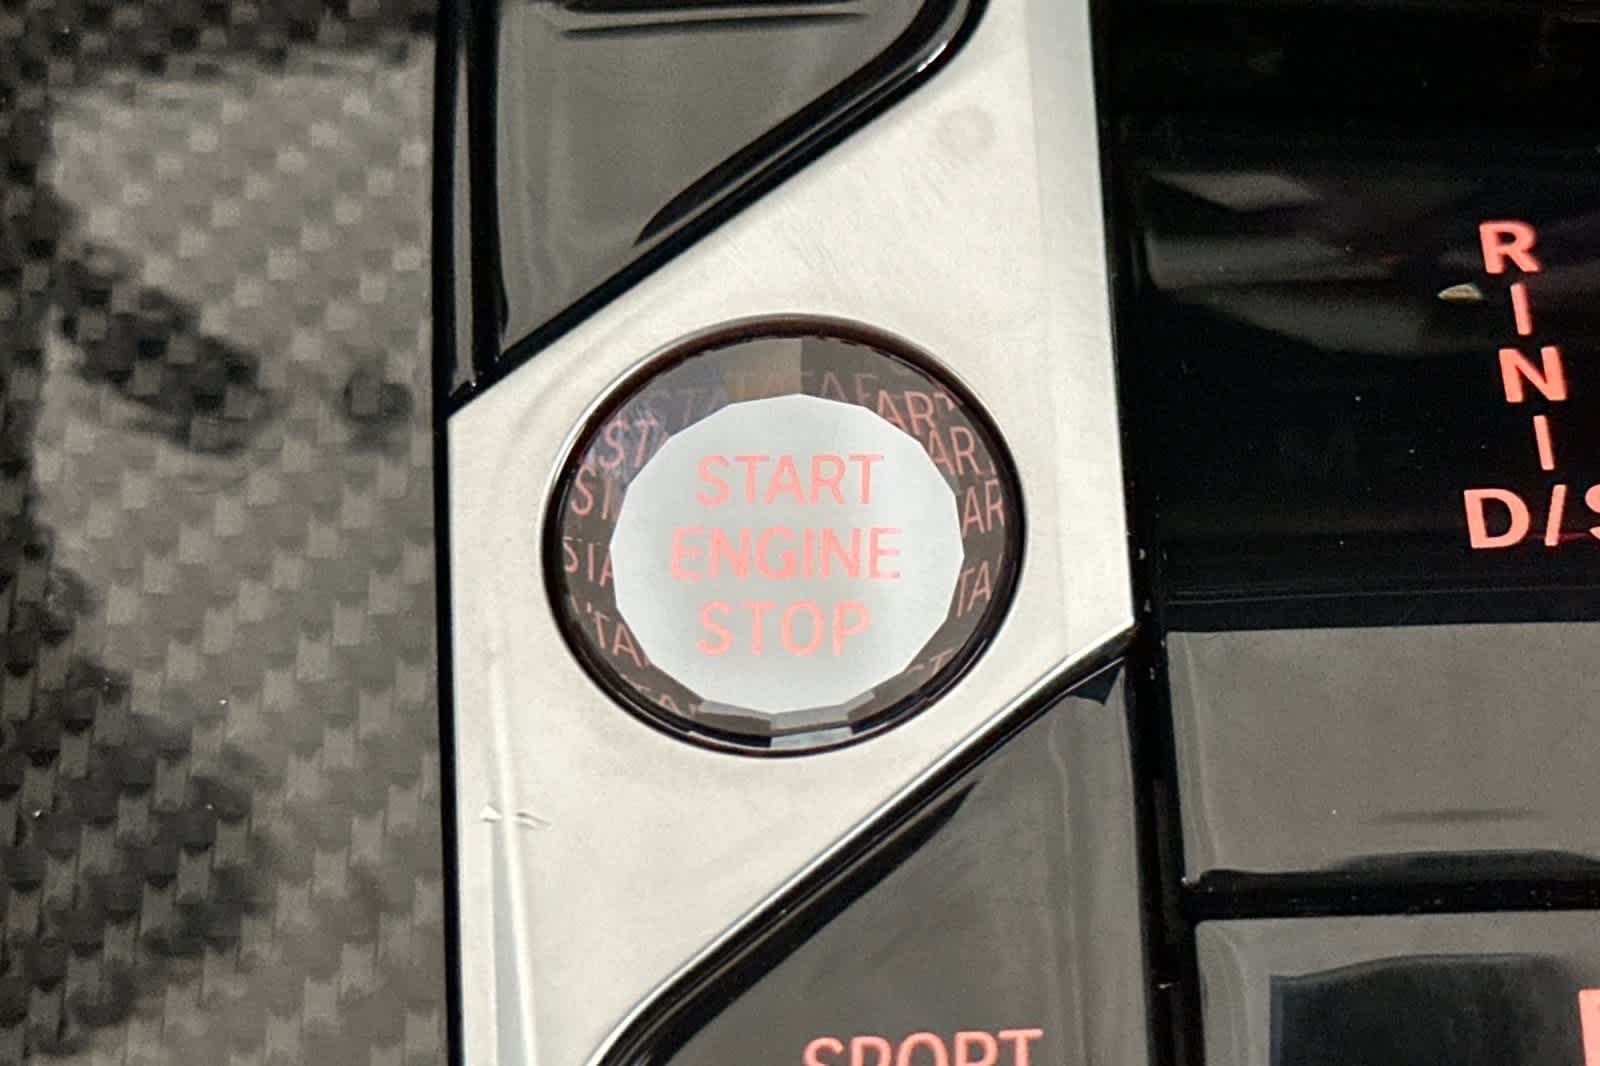 START
ENGINE
STOP
R
I
N
I
D/S
SPORT